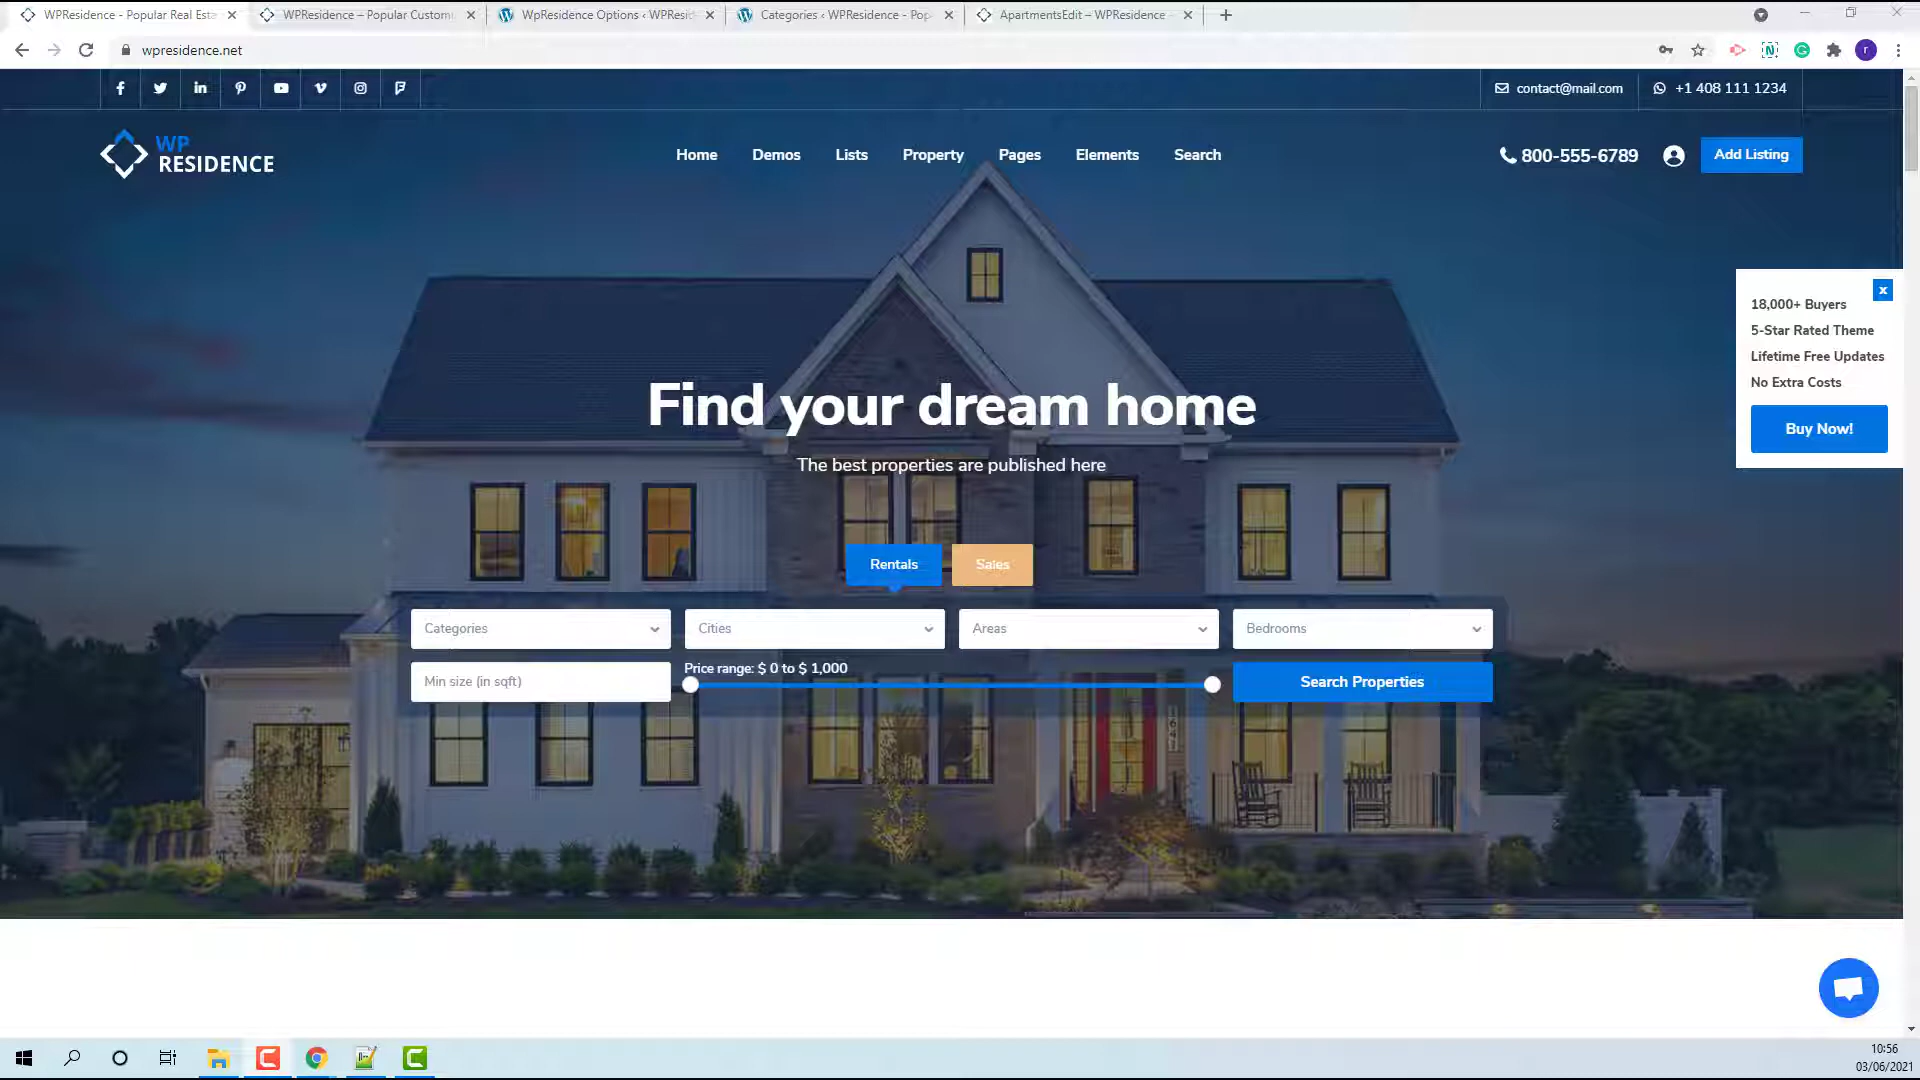 WPResidence - Popular Real Esta
WPResidence – Popular Custom
WpResidence Options ‹ WPResid
Categories ‹ WPResidence - Pop
ApartmentsEdit – WPResidence -
wpresidence.net
contact@mail.com
+1 408 111 1234
WP
RESIDENCE
Home
Demos
Lists
Property
Pages
Elements
Search
800-555-6789
Add Listing
x
18,000+ Buyers
5-Star Rated Theme
Lifetime Free Updates
No Extra Costs
Buy Now!
Find your dream home
The best properties are published here
Rentals
Sales
Categories
Cities
Areas
Bedrooms
Min size (in sqft)
Price range: $ 0 to $ 1,000
Search Properties
10:56
03/06/2021